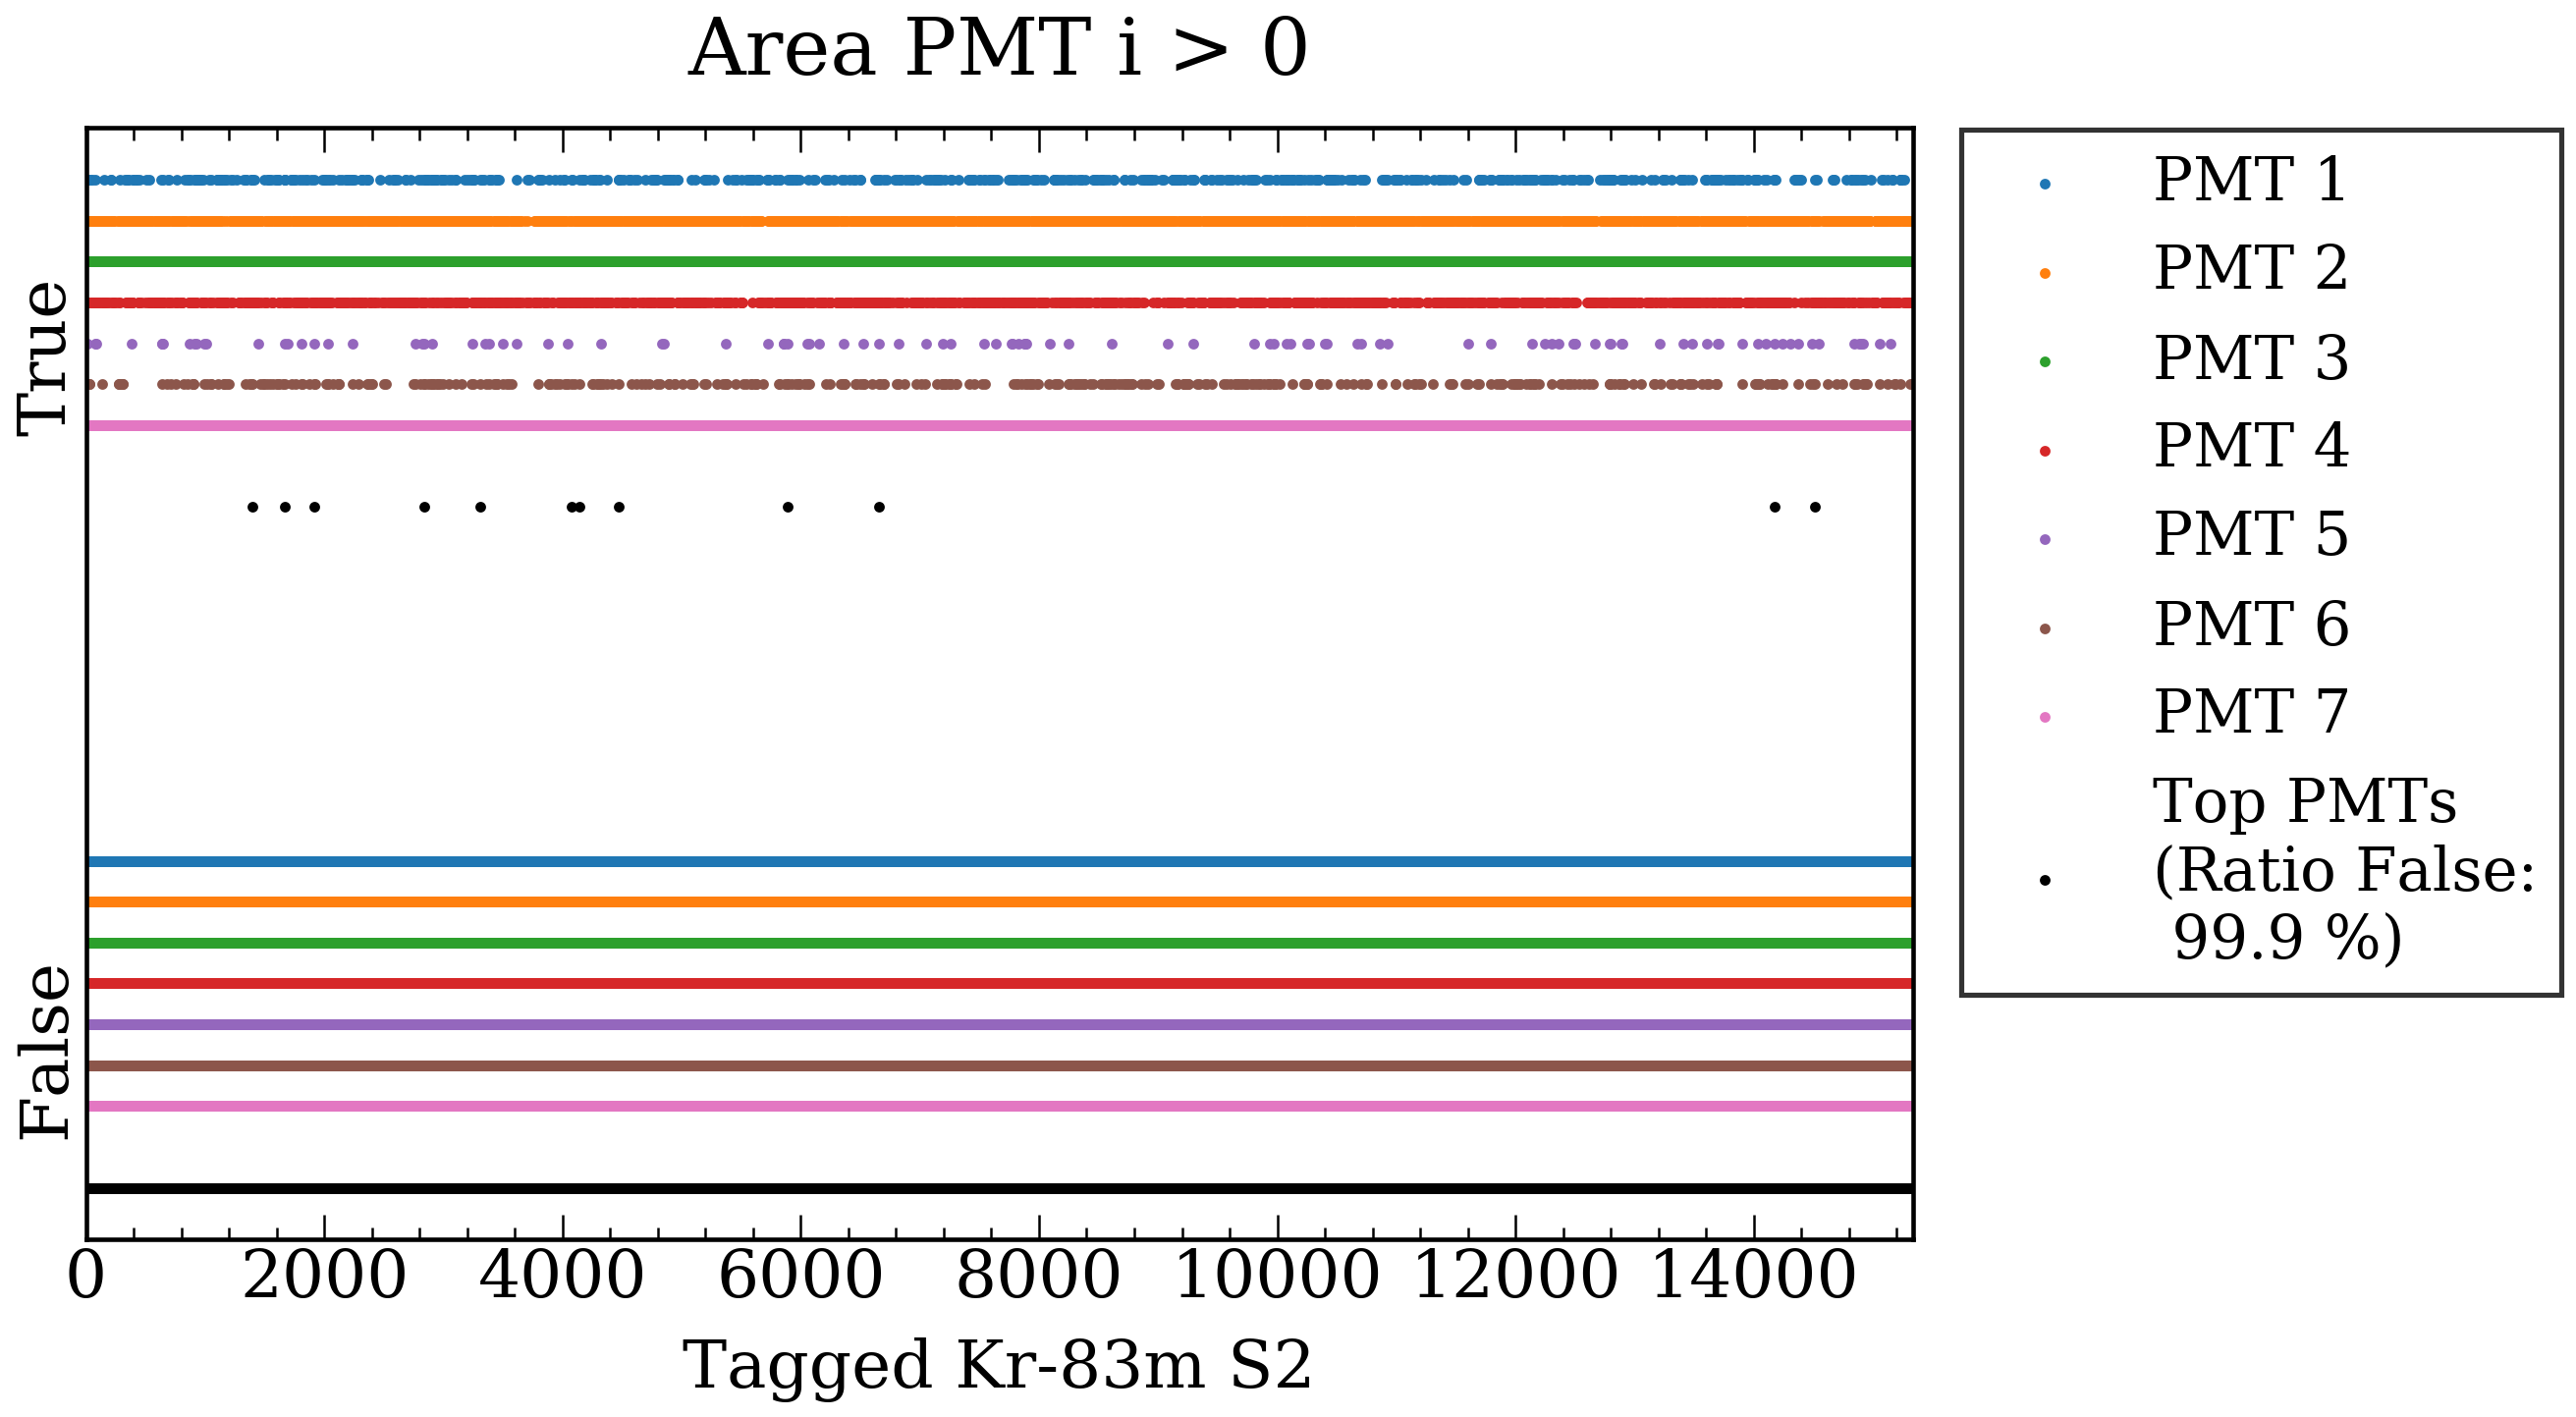 Area PMT i > 0
True
False
0 2000 4000 6000 8000 10000 12000 14000
Tagged Kr-83m S2
PMT 1
PMT 2
PMT 3
PMT 4
PMT 5
PMT 6
PMT 7
Top PMTs
(Ratio False:
99.9 %)